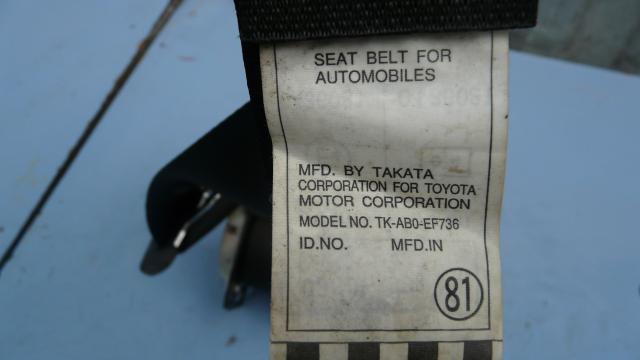 SEAT BELT FOR
AUTOMOBILES
MFD. BY TAKATA
CORPORATION FOR TOYOTA
MOTOR CORPORATION
MODEL NO. TK-AB0-EF736
ID.NO. MFD.IN
81